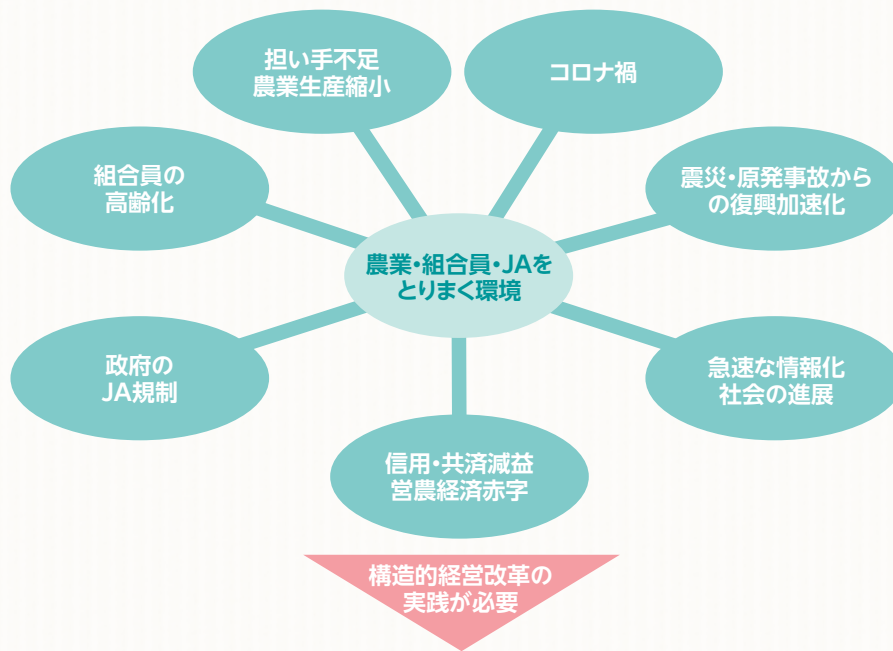 担い手不足
農業生産縮小
コロナ禍
組合員の
高齢化
震災・原発事故から
の復興加速化
農業・組合員・JAを
とりまく環境
政府の
JA規制
急速な情報化
社会の進展
信用・共済減益
営農経済赤字
構造的経営改革の
実践が必要